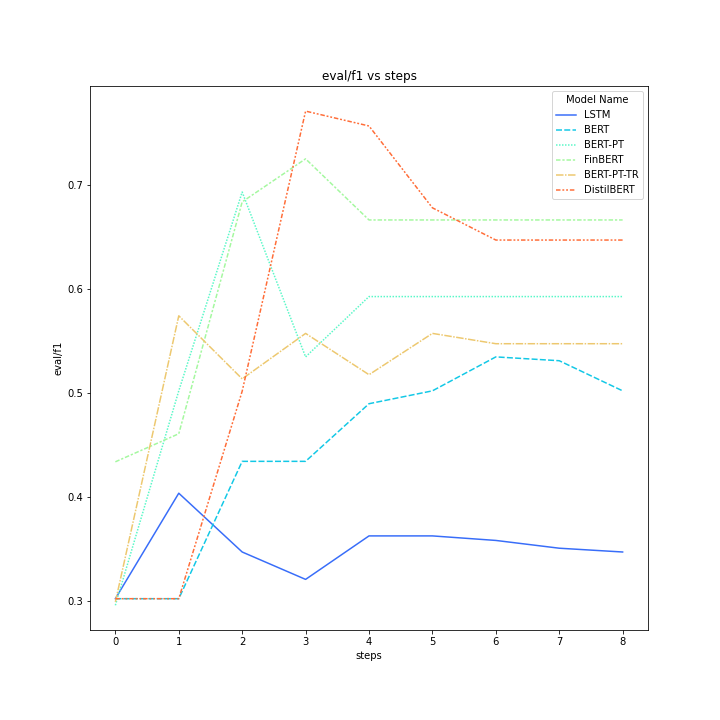 eval/f1 vs steps
Model Name
LSTM
BERT
BERT-PT
FinBERT
BERT-PT-TR
DistilBERT
eval/f1
0.7
0.6
0.5
0.4
0.3
0 1 2 3 4 5 6 7 8
steps